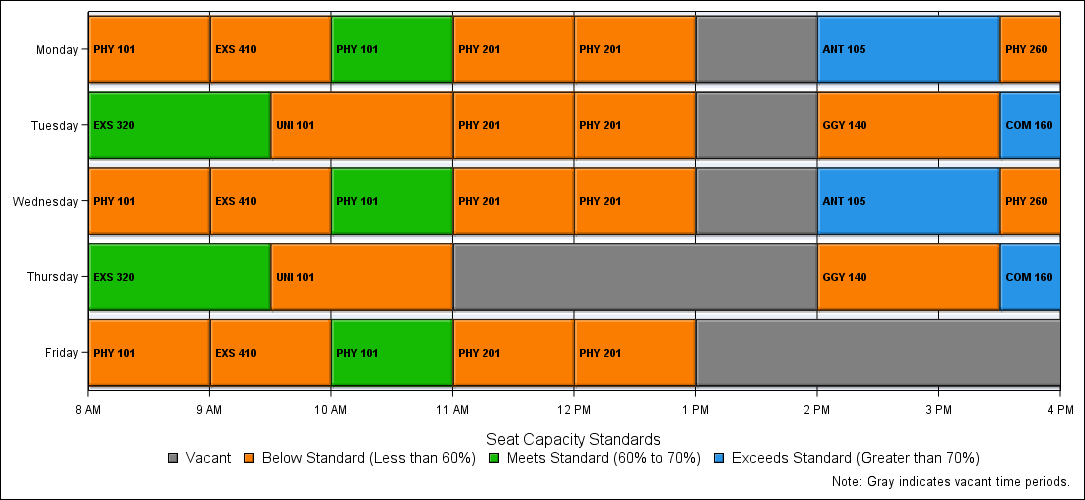 Monday PHY 101 EXS 410 PHY 101 PHY 201 PHY 201 ANT 105 PHY 260
Tuesday EXS 320 UNI 101 PHY 201 PHY 201 GGY 140 COM 160
Wednesday PHY 101 EXS 410 PHY 101 PHY 201 PHY 201 ANT 105 PHY 260
Thursday EXS 320 UNI 101 GGY 140 COM 160
Friday PHY 101 EXS 410 PHY 101 PHY 201 PHY 201
8 AM 9 AM 10 AM 11 AM 12 PM 1 PM 2 PM 3 PM 4 PM
Seat Capacity Standards
Vacant Below Standard (Less than 60%) Meets Standard (60% to 70%) Exceeds Standard (Greater than 70%)
Note: Gray indicates vacant time periods.